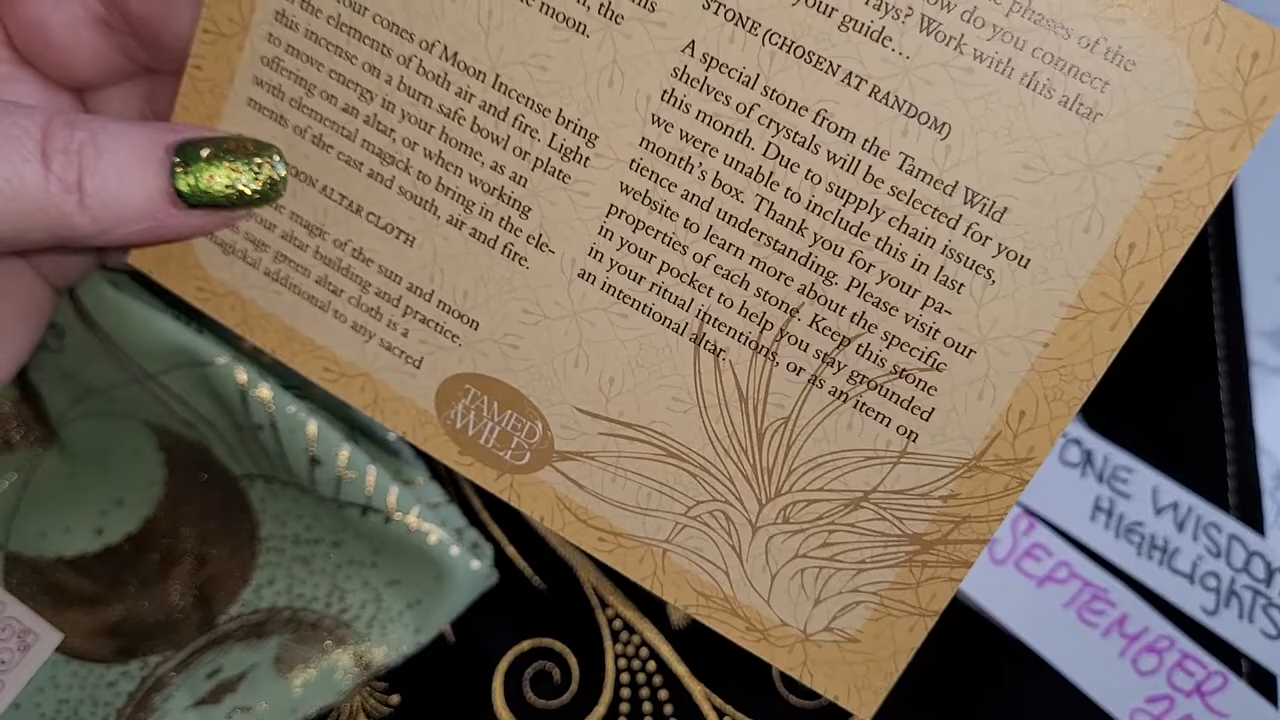 the
the moon.
your cones of Moon Incense bring
the elements of both air and fire. Light
this incense on a burn safe bowl or plate
to move energy in your home, as an
offering on an altar, or when working
with elemental magick to bring in the ele-
ments of the east and south, air and fire.
MOON ALTAR CLOTH
the magic of the sun and moon
your altar building and practice.
sage green altar cloth is a
magickal additional to any sacred
TAMED
WILD
phases of the
how do you connect
rays? Work with this altar
your guide...
STONE (CHOSEN AT RANDOM)
A special stone from the Tamed Wild
shelves of crystals will be selected for you
this month. Due to supply chain issues,
we were unable to include this in last
month's box. Thank you for your pa-
tience and understanding. Please visit our
website to learn more about the specific
properties of each stone. Keep this stone
in your pocket to help you stay grounded
in your ritual intentions, or as an item on
an intentional altar.
ONE WISDOM
HIGHLIGHTS
SEPTEMBER